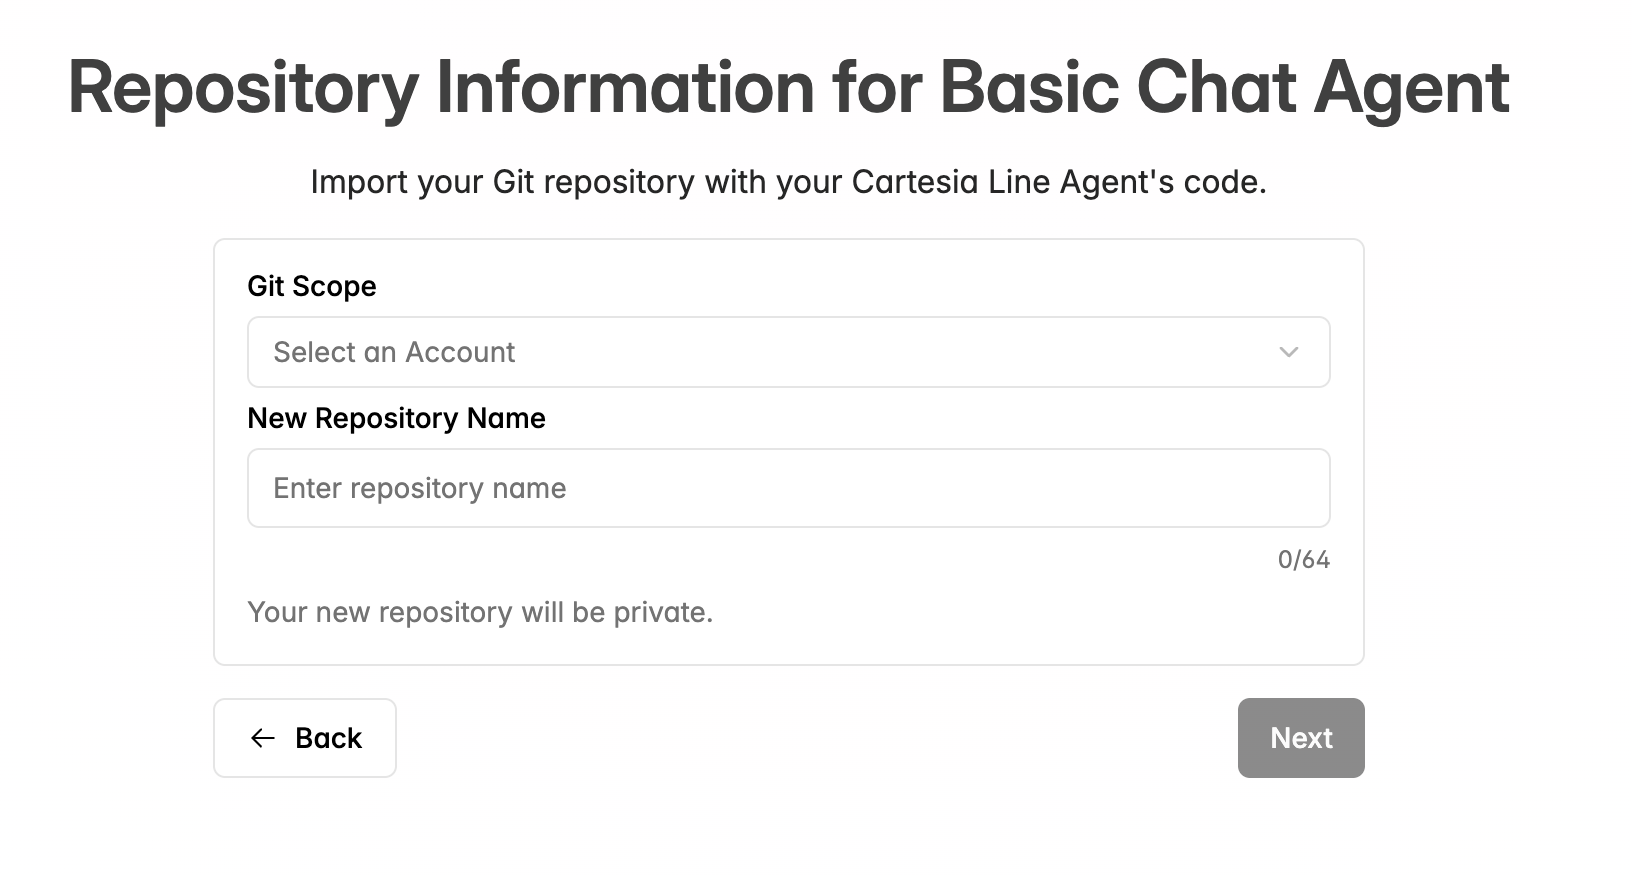 Repository Information for Basic Chat Agent
Import your Git repository with your Cartesia Line Agent's code.
Git Scope
Select an Account
New Repository Name
Enter repository name
0/64
Your new repository will be private.
Back
Next